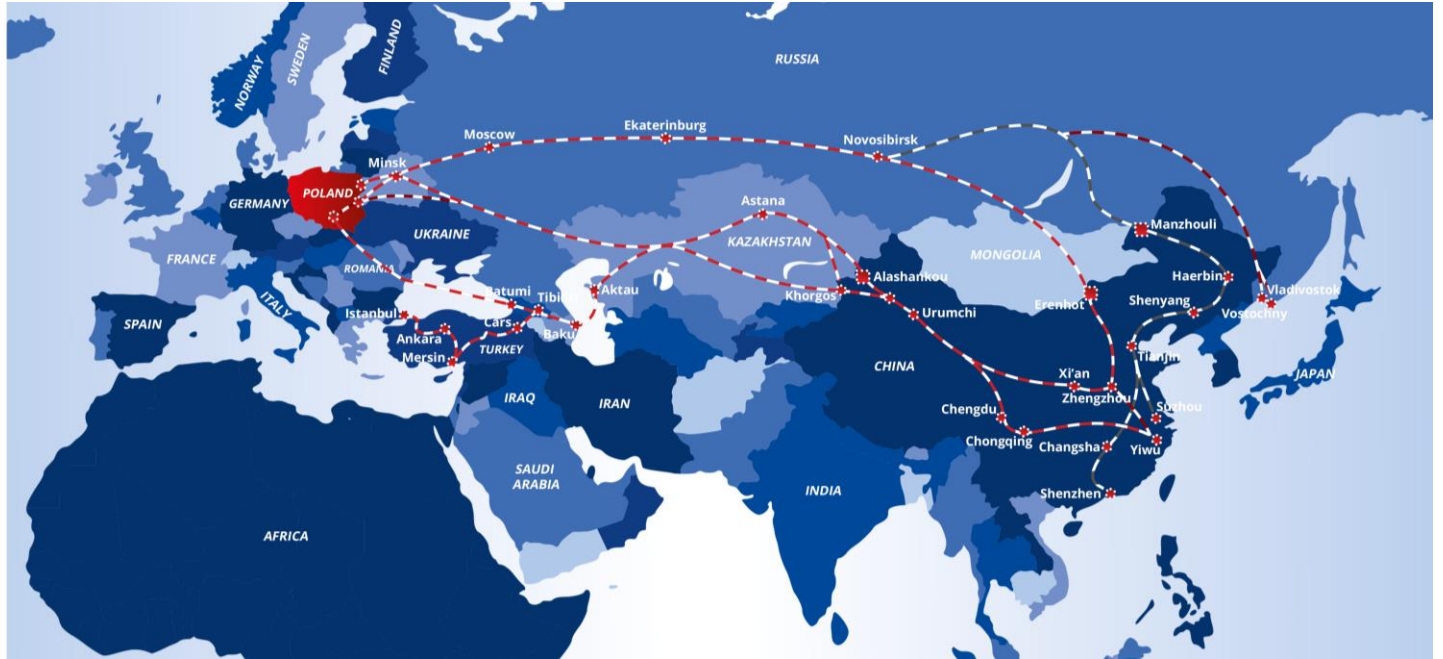 RUSSIA
FINLAND
SWEDEN
NORWAY
Moscow
Ekaterinburg
Novosibirsk
Minsk
POLAND
GERMANY
Astana
KAZAKHSTAN
Manzhouli
UKRAINE
MONGOLIA
FRANCE
ROMANIA
Alashankou
Haerbin
Khorgos
Aktau
Erenhot
Shenyang
Vladivostok
Vostochny
ITALY
Batumi
Istanbul
Cars
Baku
Urumchi
SPAIN
Ankara
TURKEY
Mersin
Tianjin
CHINA
Xi'an
JAPAN
Zhengzhou
IRAQ
IRAN
Chengdu
Suzhou
Chongqing
Changsha
Yiwu
SAUDI
ARABIA
INDIA
Shenzhen
AFRICA